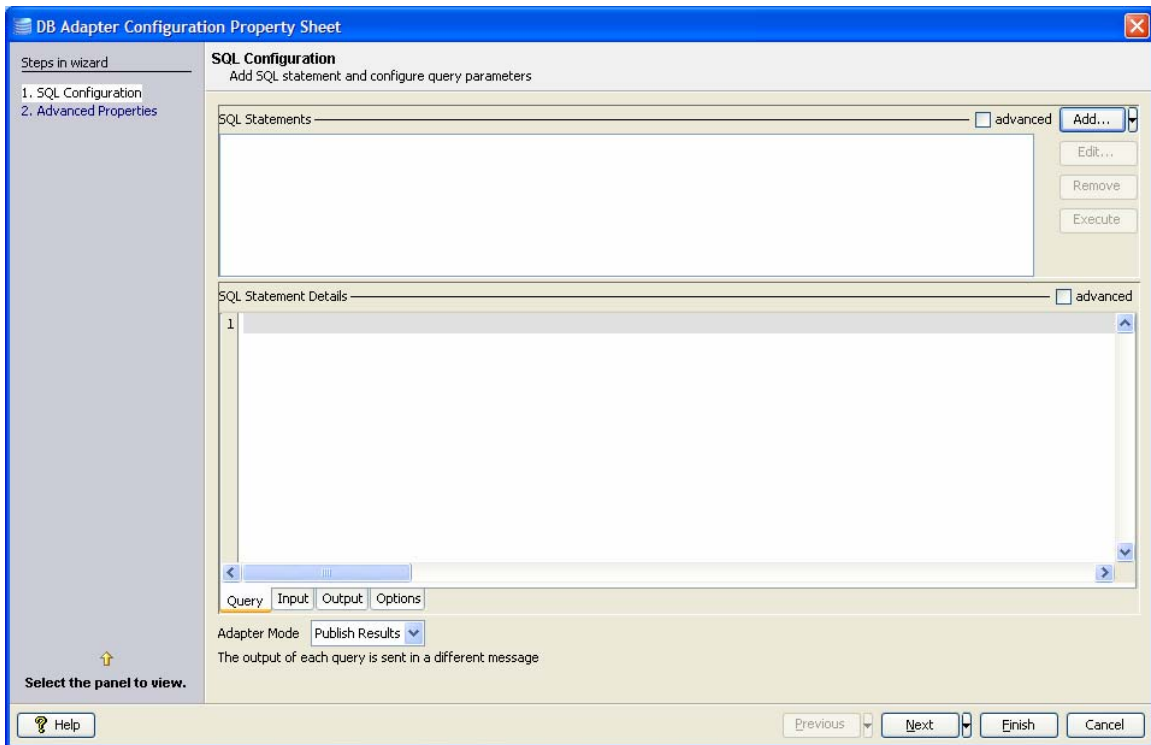 DB Adapter Configuration Property Sheet
Steps in wizard
1. SQL Configuration
2. Advanced Properties
SQL Configuration
Add SQL statement and configure query parameters
SQL Statements
advanced
Add...
Edit...
Remove
Execute
SQL Statement Details
advanced
1
Query
Input
Output
Options
Adapter Mode
Publish Results
The output of each query is sent in a different message
Select the panel to view.
Help
Previous
Next
Finish
Cancel